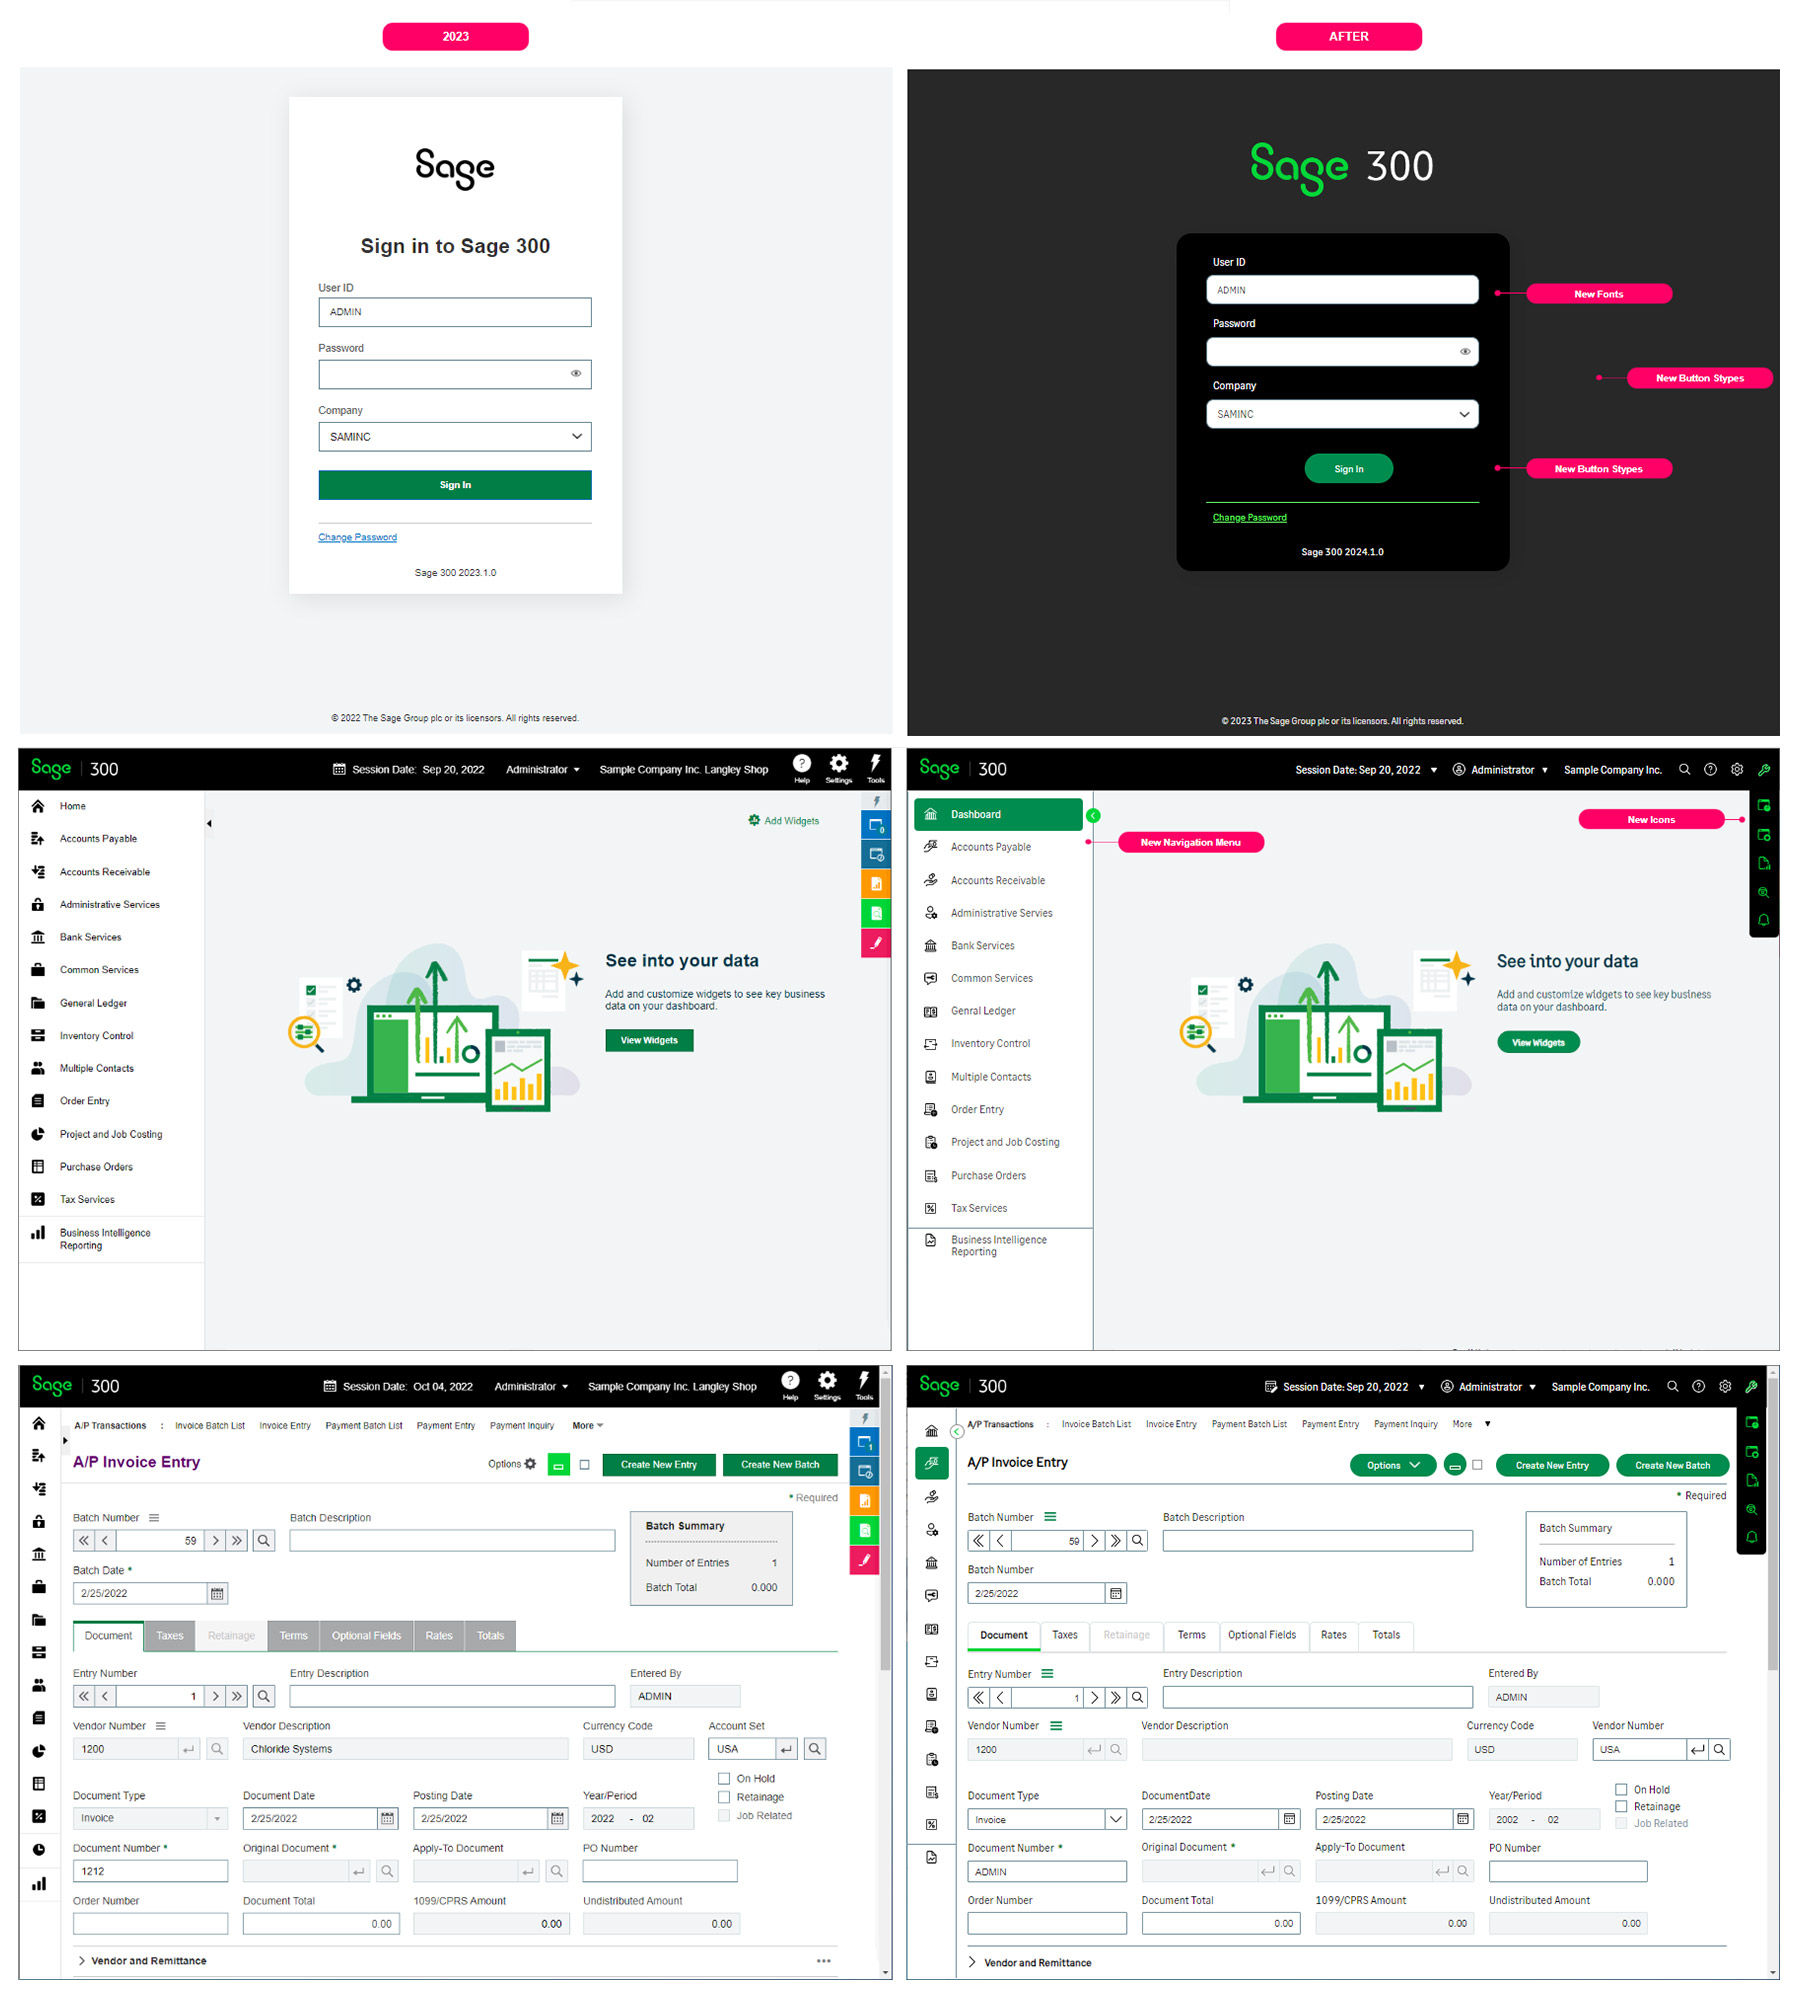 2023
AFTER
Sage
Sign in to Sage 300
User ID
ADMIN
Password
Company
SAMINC
Sign In
Change Password
Sage 300 2023.1.0
© 2022 The Sage Group plc or its licensors. All rights reserved.
Sage 300
User ID
ADMIN
New Fonts
Password
New Button Stypes
Company
SAMINC
Sign In
New Button Stypes
Change Password
Sage 300 2024.1.0
© 2023 The Sage Group plc or its licensors. All rights reserved.
Sage 300 Session Date: Sep 20, 2022 Administrator Sample Company Inc. Langley Shop Help Settings Tools
Home
Add Widgets
Accounts Payable
Accounts Receivable
Administrative Services
Bank Services
Common Services
General Ledger
Inventory Control
Multiple Contacts
Order Entry
Project and Job Costing
Purchase Orders
Tax Services
Business Intelligence
Reporting
See into your data
Add and customize widgets to see key business
data on your dashboard.
View Widgets
Sage 300 Session Date: Sep 20, 2022 Administrator Sample Company Inc.
Dashboard
New Icons
New Navigation Menu
Accounts Payable
Accounts Receivable
Administrative Servies
Bank Services
Common Services
Genral Ledger
Inventory Control
Multiple Contacts
Order Entry
Project and Job Costing
Purchase Orders
Tax Services
Business Intelligence
Reporting
See into your data
Add and customize widgets to see key business
data on your dashboard.
View Widgets
Sage 300 Session Date: Oct 04, 2022 Administrator Sample Company Inc. Langley Shop Help Settings Tools
A/P Transactions : Invoice Batch List Invoice Entry Payment Batch List Payment Entry Payment Inquiry More
A/P Invoice Entry Options Create New Entry Create New Batch
* Required
Batch Number Batch Description
59
Batch Summary
Number of Entries 1
Batch Total 0.000
Batch Date *
2/25/2022
Document Taxes Retainage Terms Optional Fields Rates Totals
Entry Number Entry Description Entered By
1 ADMIN
Vendor Number Vendor Description Currency Code Account Set
1200 Chloride Systems USD USA
On Hold
Retainage
Job Related
Document Type Document Date Posting Date Year/Period
Invoice 2/25/2022 2/25/2022 2022 - 02
Document Number * Original Document * Apply-To Document PO Number
1212
Order Number Document Total 1099/CPRS Amount Undistributed Amount
0.00 0.00 0.00
Vendor and Remittance
Sage 300 Session Date: Sep 20, 2022 Administrator Sample Company Inc.
A/P Transactions : Invoice Batch List Invoice Entry Payment Batch List Payment Entry Payment Inquiry More
A/P Invoice Entry Options Create New Entry Create New Batch
* Required
Batch Number Batch Description
59
Batch Summary
Number of Entries 1
Batch Total 0.000
Batch Number
2/25/2022
Document Taxes Retainage Terms Optional Fields Rates Totals
Entry Number Entry Description Entered By
1 ADMIN
Vendor Number Vendor Description Currency Code Vendor Number
1200 USD USA
On Hold
Retainage
Job Related
Document Type DocumentDate Posting Date Year/Period
Invoice 2/25/2022 2/25/2022 2002 - 02
Document Number * Original Document * Apply-To Document PO Number
ADMIN
Order Number Document Total 1099/CPRS Amount Undistributed Amount
0.00 0.00 0.00
Vendor and Remittance